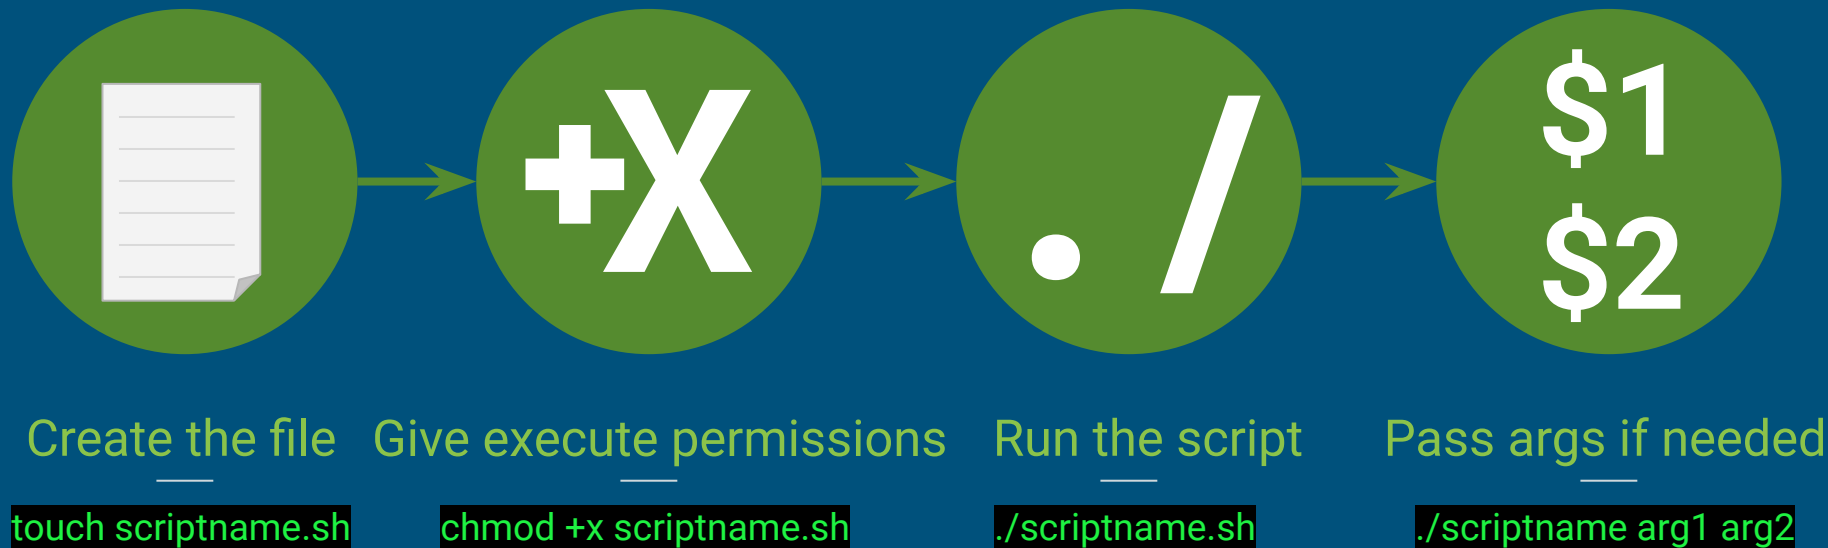 +X
./
$1
$2
Create the file
Give execute permissions
Run the script
Pass args if needed
touch scriptname.sh
chmod +x scriptname.sh
./scriptname.sh
./scriptname arg1 arg2